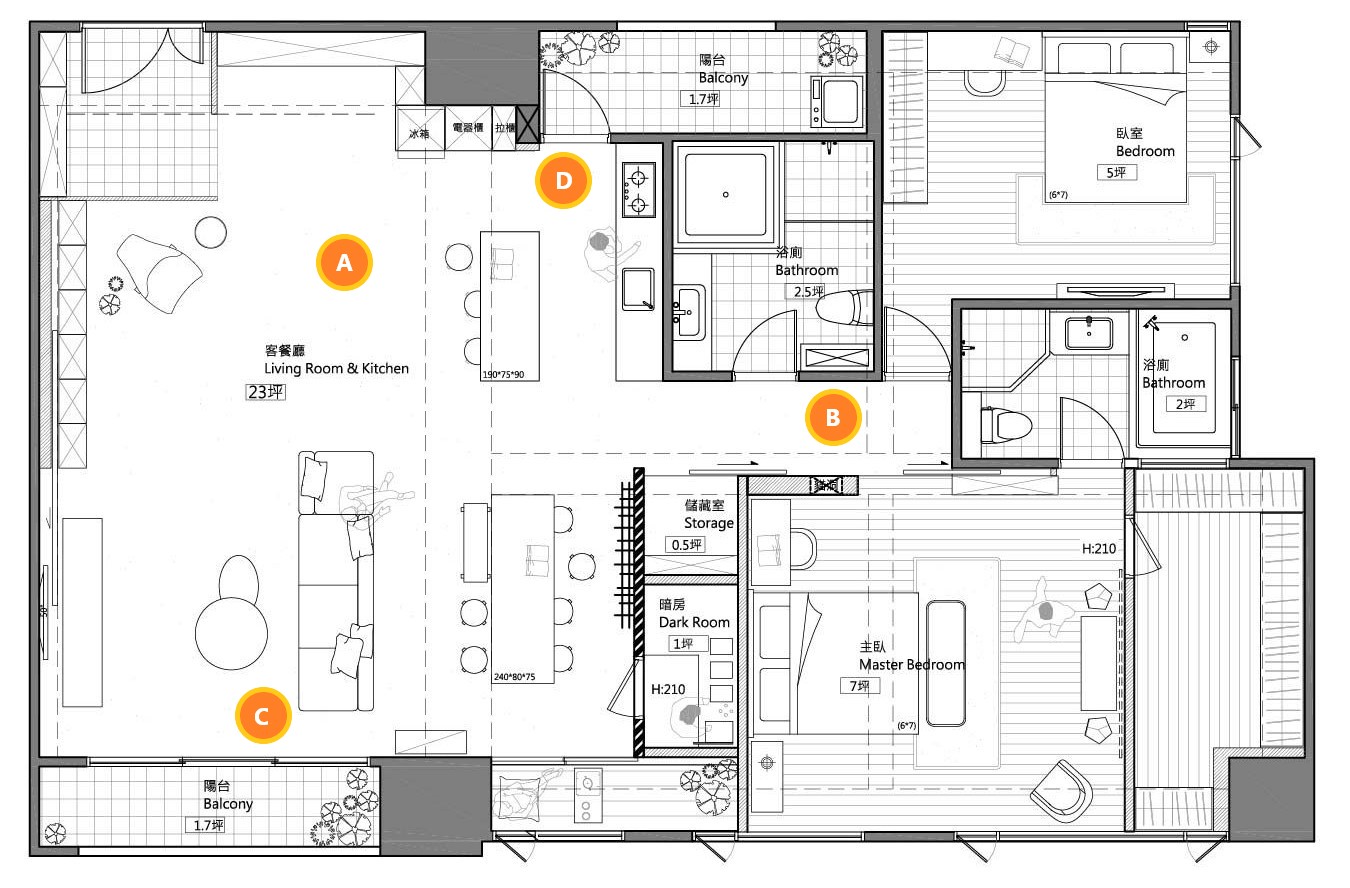 陽台
Balcony
1.7坪
冰箱
電器櫃
拉櫃
D
臥室
Bedroom
5坪
(6*7)
A
浴廁
Bathroom
2.5坪
客餐廳
Living Room & Kitchen
23坪
190*75*90
浴廁
Bathroom
2坪
B
儲藏室
Storage
0.5坪
H:210
暗房
Dark Room
1坪
H:210
主臥
Master Bedroom
7坪
(6*7)
240*80*75
C
陽台
Balcony
1.7坪